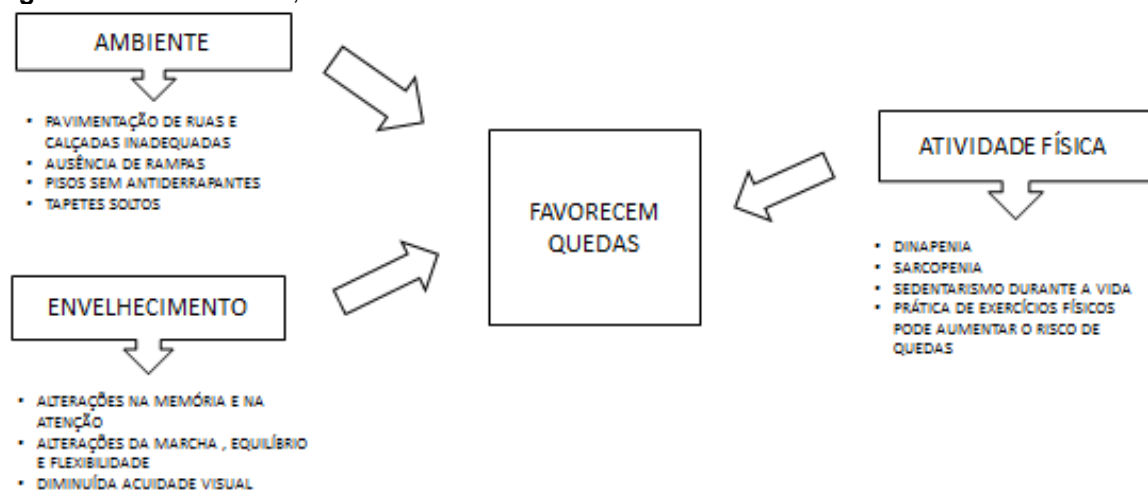 AMBIENTE
• PAVIMENTAÇÃO DE RUAS E
CALÇADAS INADEQUADAS
• AUSÊNCIA DE RAMPAS
• PISOS SEM ANTIDERRAPANTES
• TAPETES SOLTOS
ENVELHECIMENTO
• ALTERAÇÕES NA MEMÓRIA E NA
ATENÇÃO
• ALTERAÇÕES DA MARCHA , EQUILÍBRIO
E FLEXIBILIDADE
• DIMINUÍDA ACUIDADE VISUAL
FAVORECEM
QUEDAS
ATIVIDADE FÍSICA
• DINAPENIA
• SARCOPENIA
• SEDENTARISMO DURANTE A VIDA
• PRÁTICA DE EXERCÍCIOS FÍSICOS
PODE AUMENTAR O RISCO DE
QUEDAS